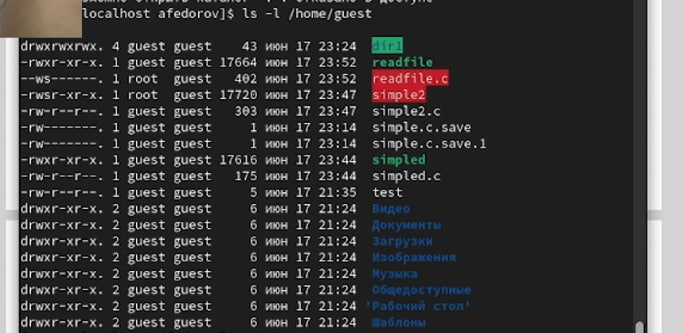 localhost afedorov]$ ls -l /home/guest
drwxrwxrwx. 4 guest guest 43 июн 17 23:24 dir1
-rwxr-xr-x. 1 guest guest 17664 июн 17 23:52 readfile
--ws------. 1 root guest 402 июн 17 23:52 readfile.c
-rwsr-xr-x. 1 root guest 17720 июн 17 23:47 simple2
-rw-r--r--. 1 guest guest 303 июн 17 23:47 simple2.c
-rw-------. 1 guest guest 1 июн 17 23:14 simple.c.save
-rw-------. 1 guest guest 1 июн 17 23:14 simple.c.save.1
-rwxr-xr-x. 1 guest guest 17616 июн 17 23:44 simpled
-rw-r--r--. 1 guest guest 175 июн 17 23:44 simpled.c
-rw-r--r--. 1 guest guest 5 июн 17 21:35 test
drwxr-xr-x. 2 guest guest 6 июн 17 21:24 Видео
drwxr-xr-x. 2 guest guest 6 июн 17 21:24 Документы
drwxr-xr-x. 2 guest guest 6 июн 17 21:24 Загрузки
drwxr-xr-x. 2 guest guest 6 июн 17 21:24 Изображения
drwxr-xr-x. 2 guest guest 6 июн 17 21:24 Музыка
drwxr-xr-x. 2 guest guest 6 июн 17 21:24 Общедоступные
drwxr-xr-x. 2 guest guest 6 июн 17 21:24 'Рабочий стол'
drwxr-xr-x. 2 guest guest 6 июн 17 21:24 Шаблоны